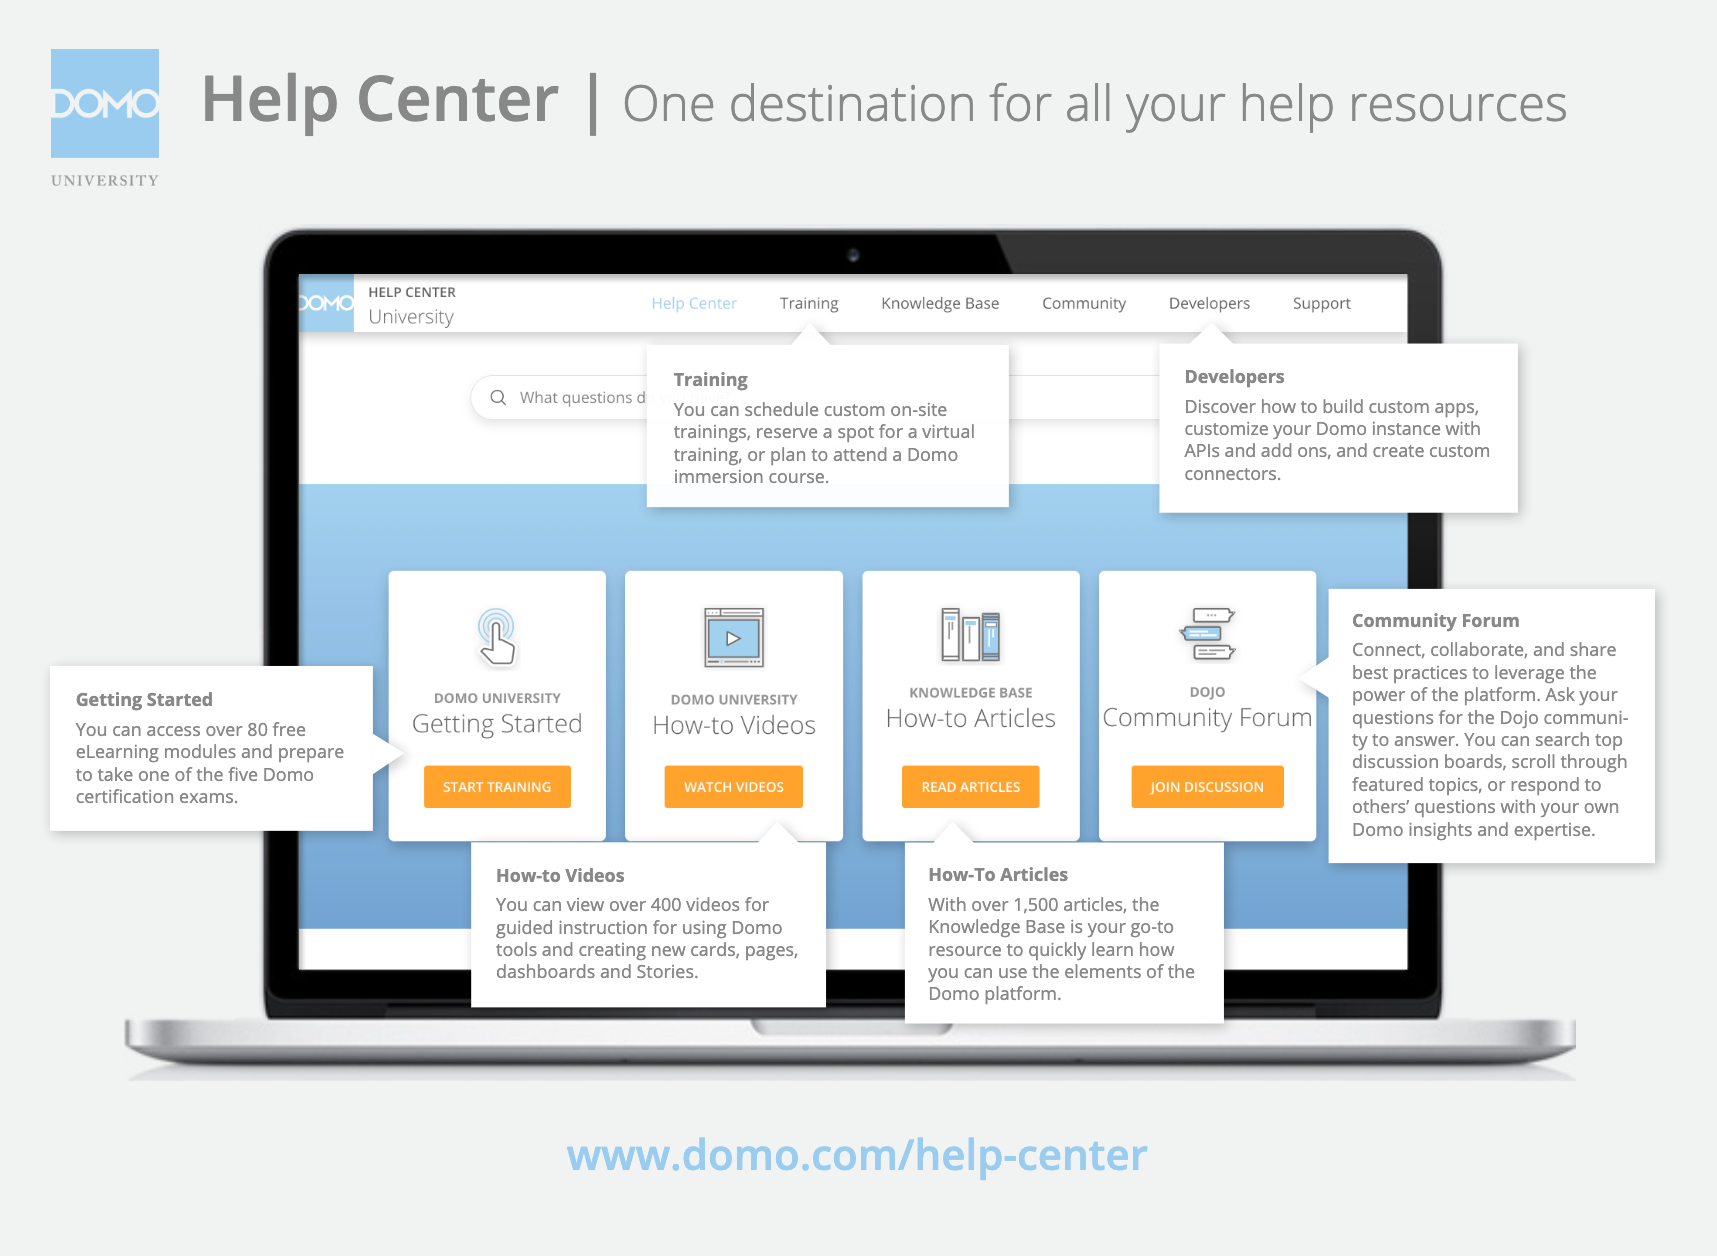 DOMO
UNIVERSITY
Help Center | One destination for all your help resources
DOMO
HELP CENTER
University
Help Center
Training
Knowledge Base
Community
Developers
Support
What questions d
Training
You can schedule custom on-site
trainings, reserve a spot for a virtual
training, or plan to attend a Domo
immersion course.
Developers
Discover how to build custom apps,
customize your Domo instance with
APIs and add ons, and create custom
connectors.
DOMO UNIVERSITY
Getting Started
START TRAINING
DOMO UNIVERSITY
How-to Videos
WATCH VIDEOS
KNOWLEDGE BASE
How-to Articles
READ ARTICLES
DOJO
Community Forum
JOIN DISCUSSION
Community Forum
Connect, collaborate, and share
best practices to leverage the
power of the platform. Ask your
questions for the Dojo communi-
ty to answer. You can search top
discussion boards, scroll through
featured topics, or respond to
others’ questions with your own
Domo insights and expertise.
Getting Started
You can access over 80 free
eLearning modules and prepare
to take one of the five Domo
certification exams.
How-to Videos
You can view over 400 videos for
guided instruction for using Domo
tools and creating new cards, pages,
dashboards and Stories.
How-To Articles
With over 1,500 articles, the
Knowledge Base is your go-to
resource to quickly learn how
you can use the elements of the
Domo platform.
www.domo.com/help-center